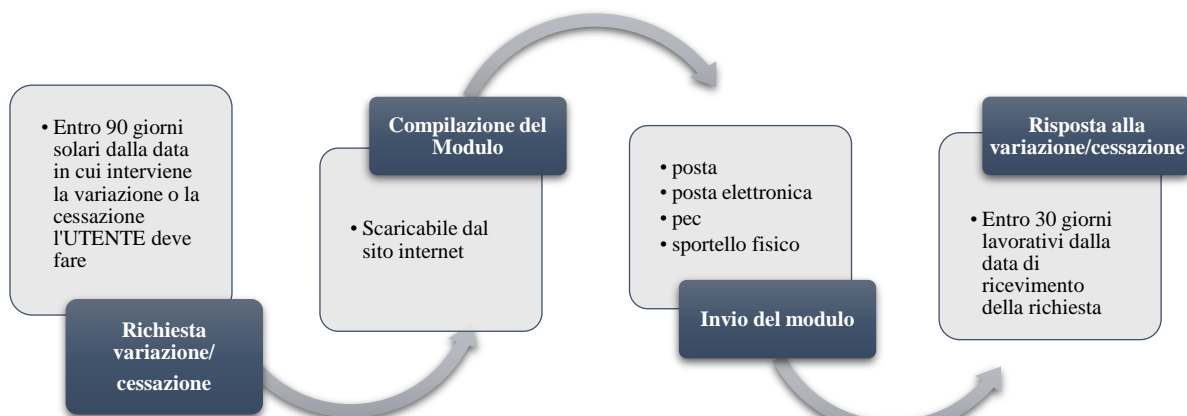 • Entro 90 giorni
solari dalla data
in cui interviene
la variazione o la
cessazione
l'UTENTE deve
fare
Richiesta
variazione/
cessazione
Compilazione del
Modulo
• Scaricabile dal
sito internet
• posta
• posta elettronica
• pec
• sportello fisico
Invio del modulo
Risposta alla
variazione/cessazione
• Entro 30 giorni
lavorativi dalla
data di
ricevimento
della richiesta